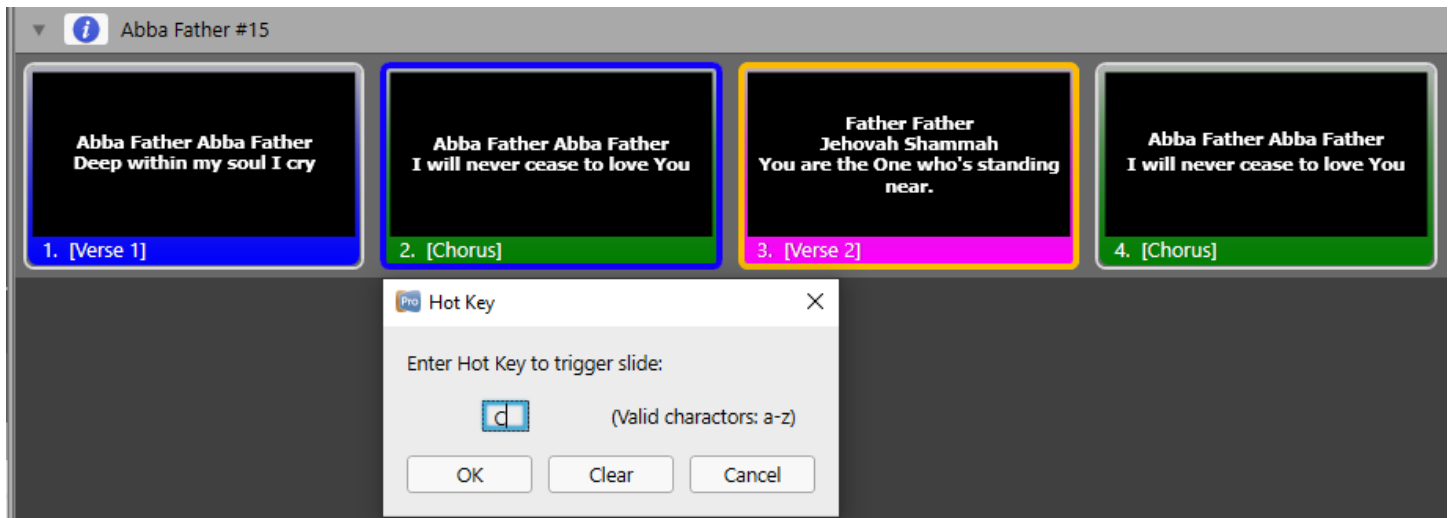 Abba Father #15
Abba Father Abba Father
Deep within my soul I cry
1. [Verse 1]
Abba Father Abba Father
I will never cease to love You
2. [Chorus]
Father Father
Jehovah Shammah
You are the One who's standing
near.
3. [Verse 2]
Abba Father Abba Father
I will never cease to love You
4. [Chorus]
Pro Hot Key
Enter Hot Key to trigger slide:
c (Valid charactors: a-z)
OK Clear Cancel